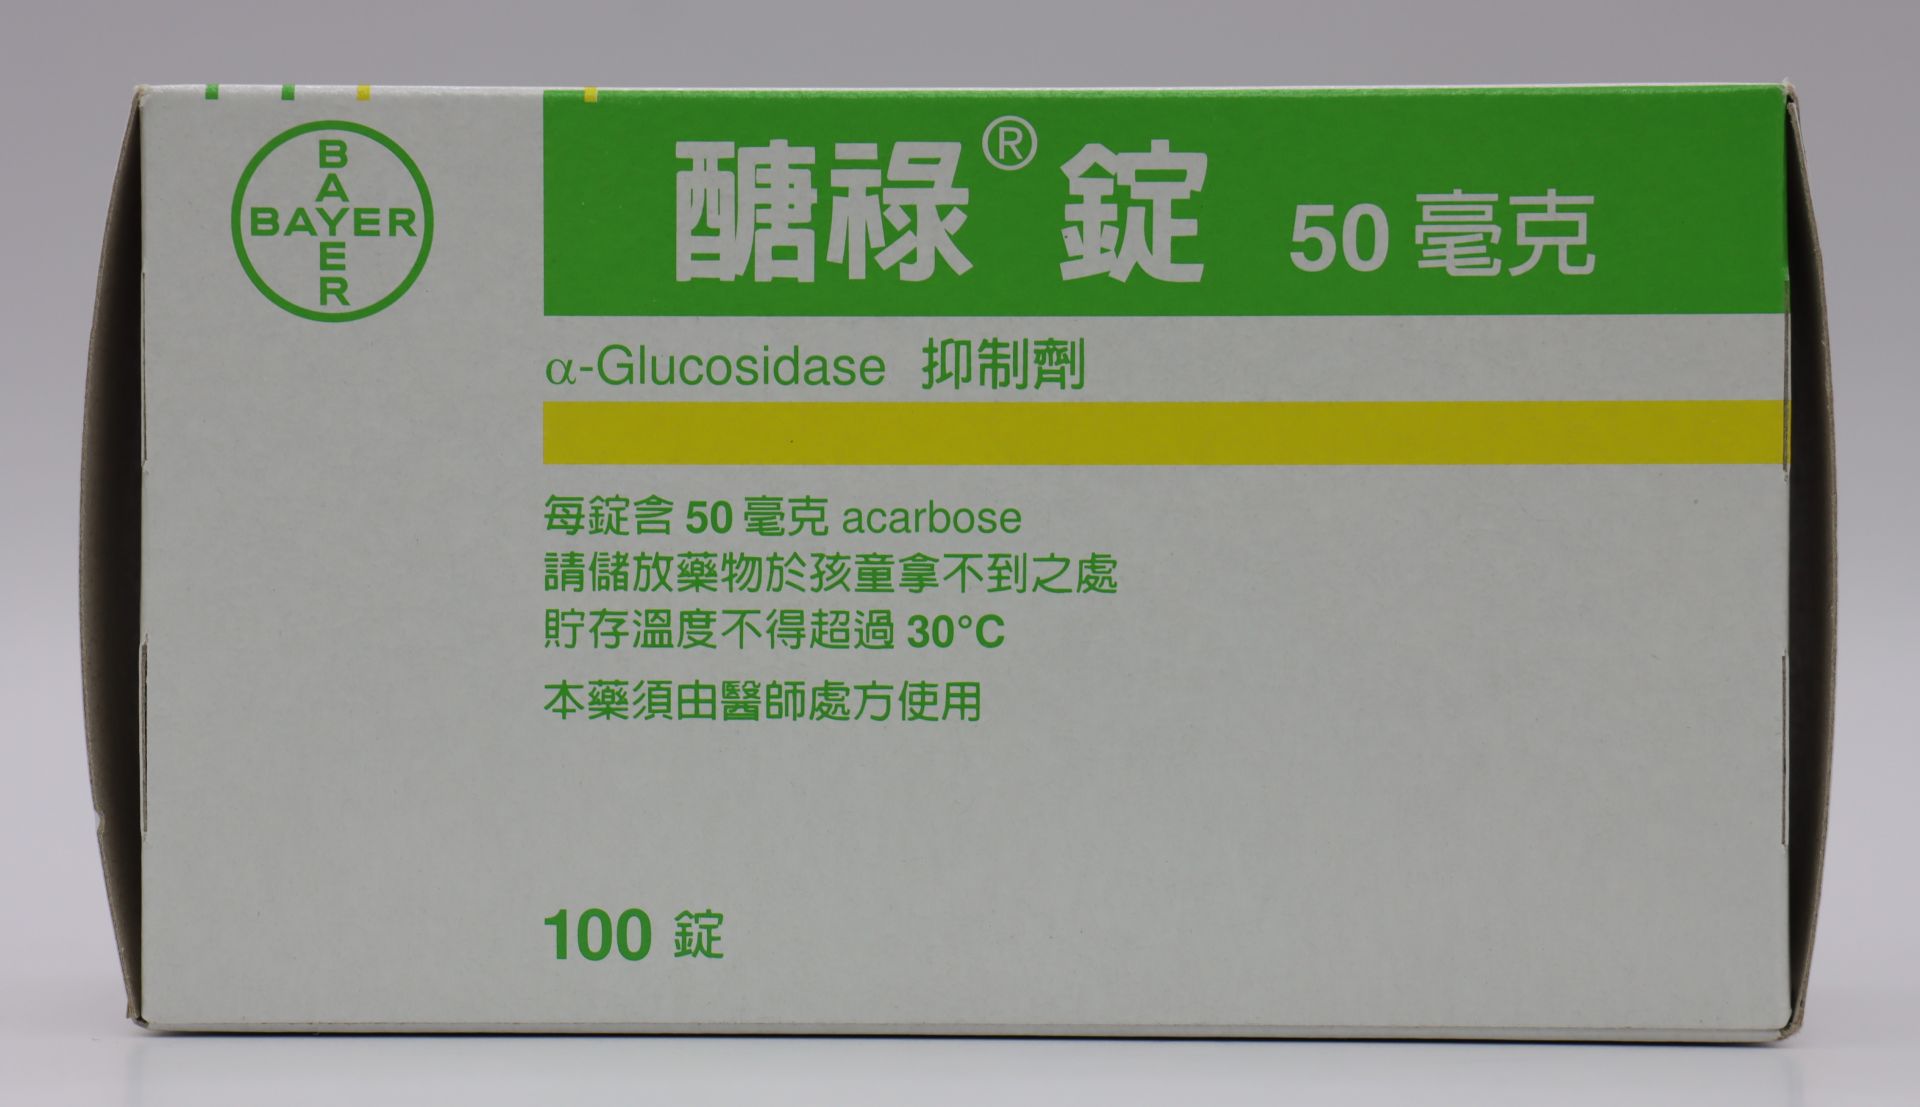 BAYER
BAYER
醣祿®錠 50毫克
α-Glucosidase 抑制劑
每錠含 50 毫克 acarbose
請儲放藥物於孩童拿不到之處
貯存溫度不得超過 30°C
本藥須由醫師處方使用
100 錠